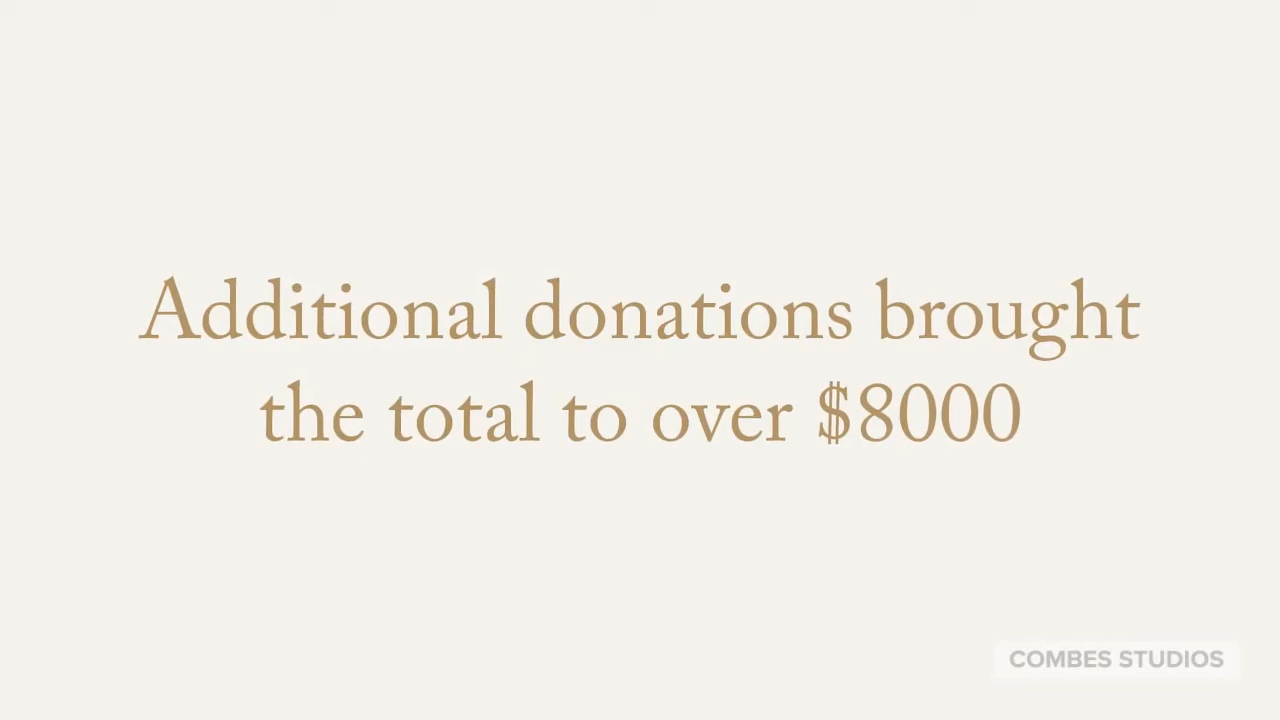 Additional donations brought
the total to over $8000
COMBES STUDIOS